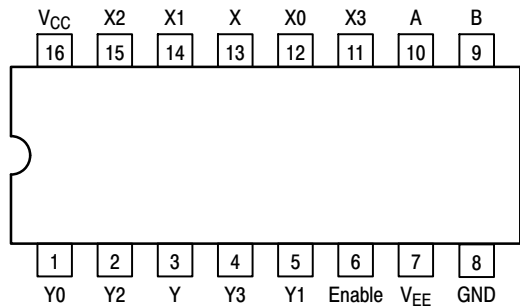 VCC X2 X1 X X0 X3 A B
16 15 14 13 12 11 10 9
1 2 3 4 5 6 7 8
Y0 Y2 Y Y3 Y1 Enable VEE GND